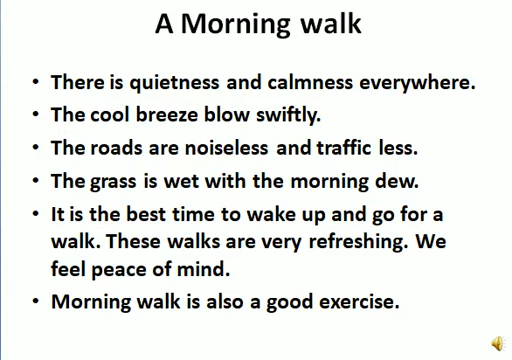 A Morning walk
• There is quietness and calmness everywhere.
• The cool breeze blow swiftly.
• The roads are noiseless and traffic less.
• The grass is wet with the morning dew.
• It is the best time to wake up and go for a
walk. These walks are very refreshing. We
feel peace of mind.
• Morning walk is also a good exercise.